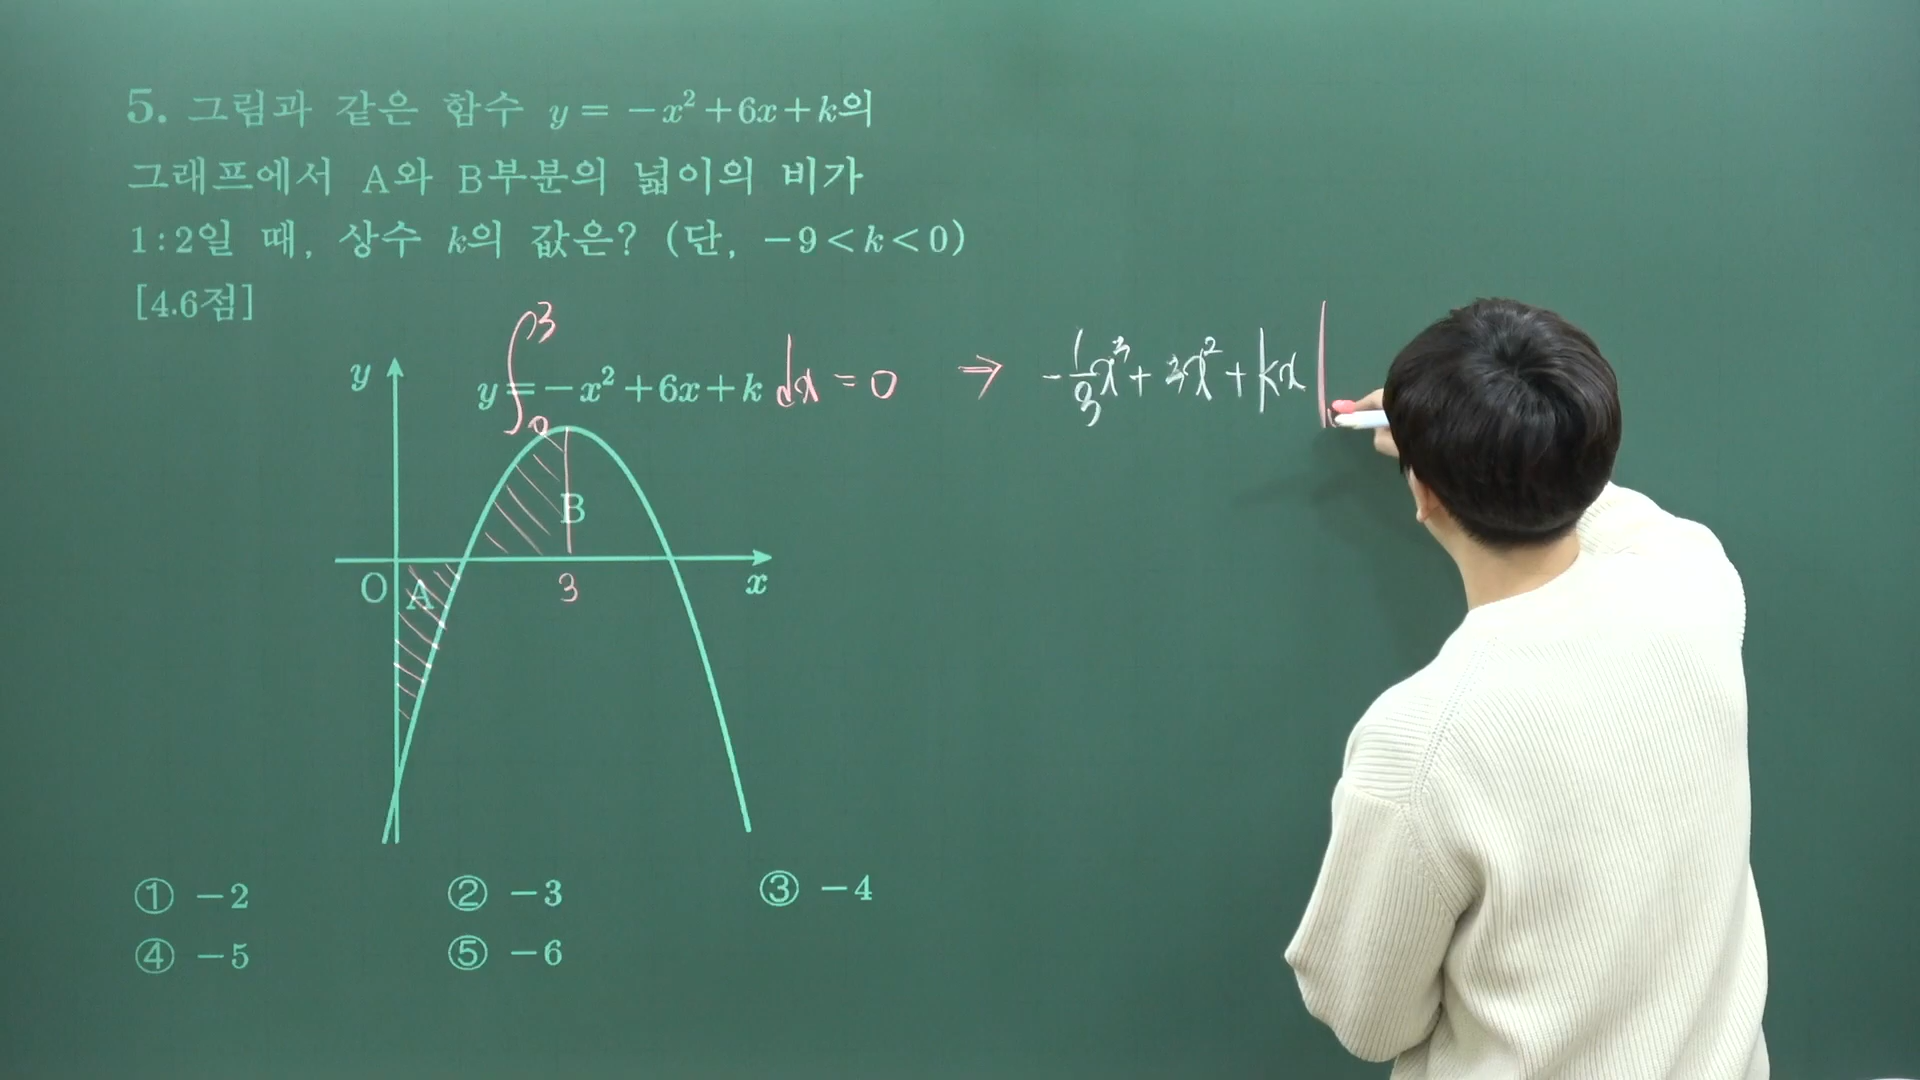 5. 그림과 같은 함수 y = −x²+6x+k의
그래프에서 A와 B부분의 넓이의 비가
1:2일 때, 상수 k의 값은? (단, −9<k<0)
[4.6점]
y
∫₀³ y = −x²+6x+k dx = 0
→ -1/3x³ + 3x² + kx
B
O
A
3
x
① −2
② −3
③ −4
④ −5
⑤ −6